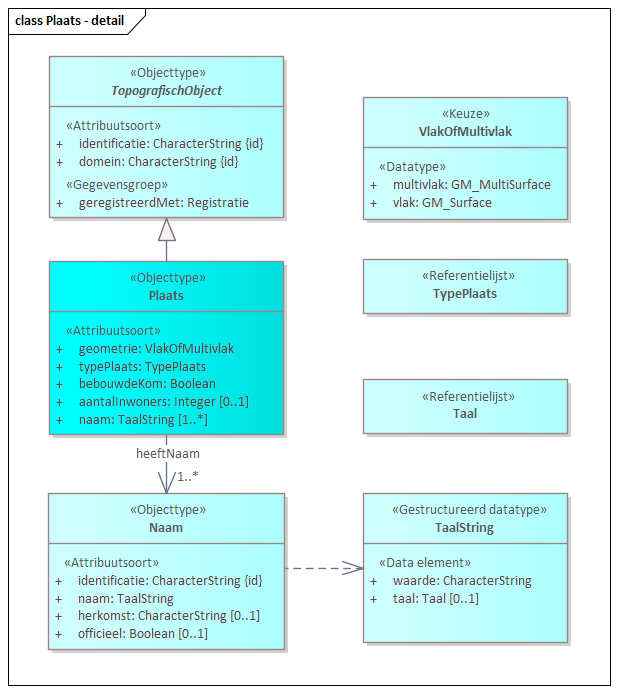 class Plaats - detail
«Objecttype»
TopografischObject
«Attribuutsoort»
+ identificatie: CharacterString {id}
+ domein: CharacterString {id}
«Gegevensgroep»
+ geregistreerdMet: Registratie
«Keuze»
VlakOfMultivlak
«Datatype»
+ multivlak: GM_MultiSurface
+ vlak: GM_Surface
«Objecttype»
Plaats
«Attribuutsoort»
+ geometrie: VlakOfMultivlak
+ typePlaats: TypePlaats
+ bebouwdeKom: Boolean
+ aantalInwoners: Integer [0..1]
+ naam: TaalString [1..*]
«Referentielijst»
TypePlaats
«Referentielijst»
Taal
heeftNaam
1..*
«Objecttype»
Naam
«Attribuutsoort»
+ identificatie: CharacterString {id}
+ naam: TaalString
+ herkomst: CharacterString [0..1]
+ officieel: Boolean [0..1]
«Gestructureerd datatype»
TaalString
«Data element»
+ waarde: CharacterString
+ taal: Taal [0..1]